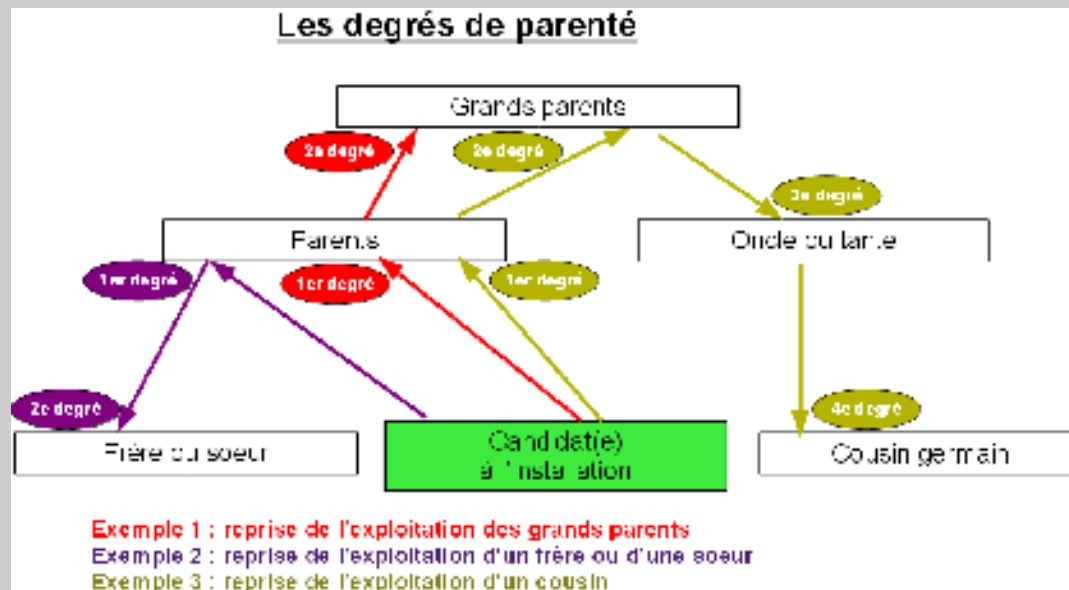 Les degrés de parenté
Grands parents
2e degré
2e degré
3e degré
Parents
Oncle ou tante
1er degré
1er degré
1er degré
2e degré
4e degré
Frère ou soeur
Candidat(e)
à l'installation
Cousin germain
Exemple 1 : reprise de l'exploitation des grands parents
Exemple 2 : reprise de l'exploitation d'un frère ou d'une soeur
Exemple 3 : reprise de l'exploitation d'un cousin